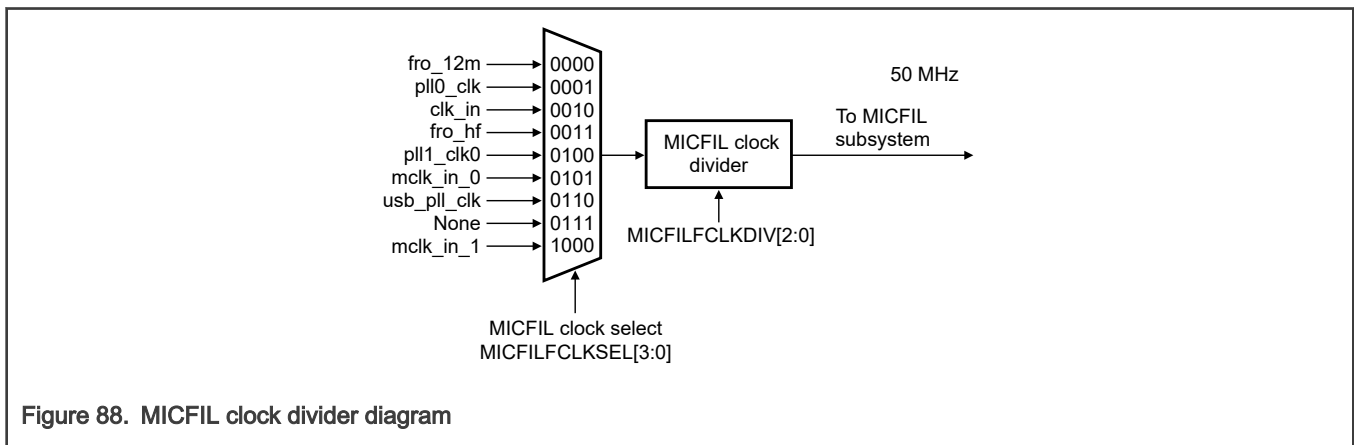 fro_12m
0000
pll0_clk
0001
clk_in
0010
fro_hf
0011
pll1_clk0
0100
mclk_in_0
0101
usb_pll_clk
0110
None
0111
mclk_in_1
1000
MICFIL clock select
MICFILFCLKSEL[3:0]
MICFIL clock
divider
MICFILFCLKDIV[2:0]
50 MHz
To MICFIL
subsystem
Figure 88. MICFIL clock divider diagram